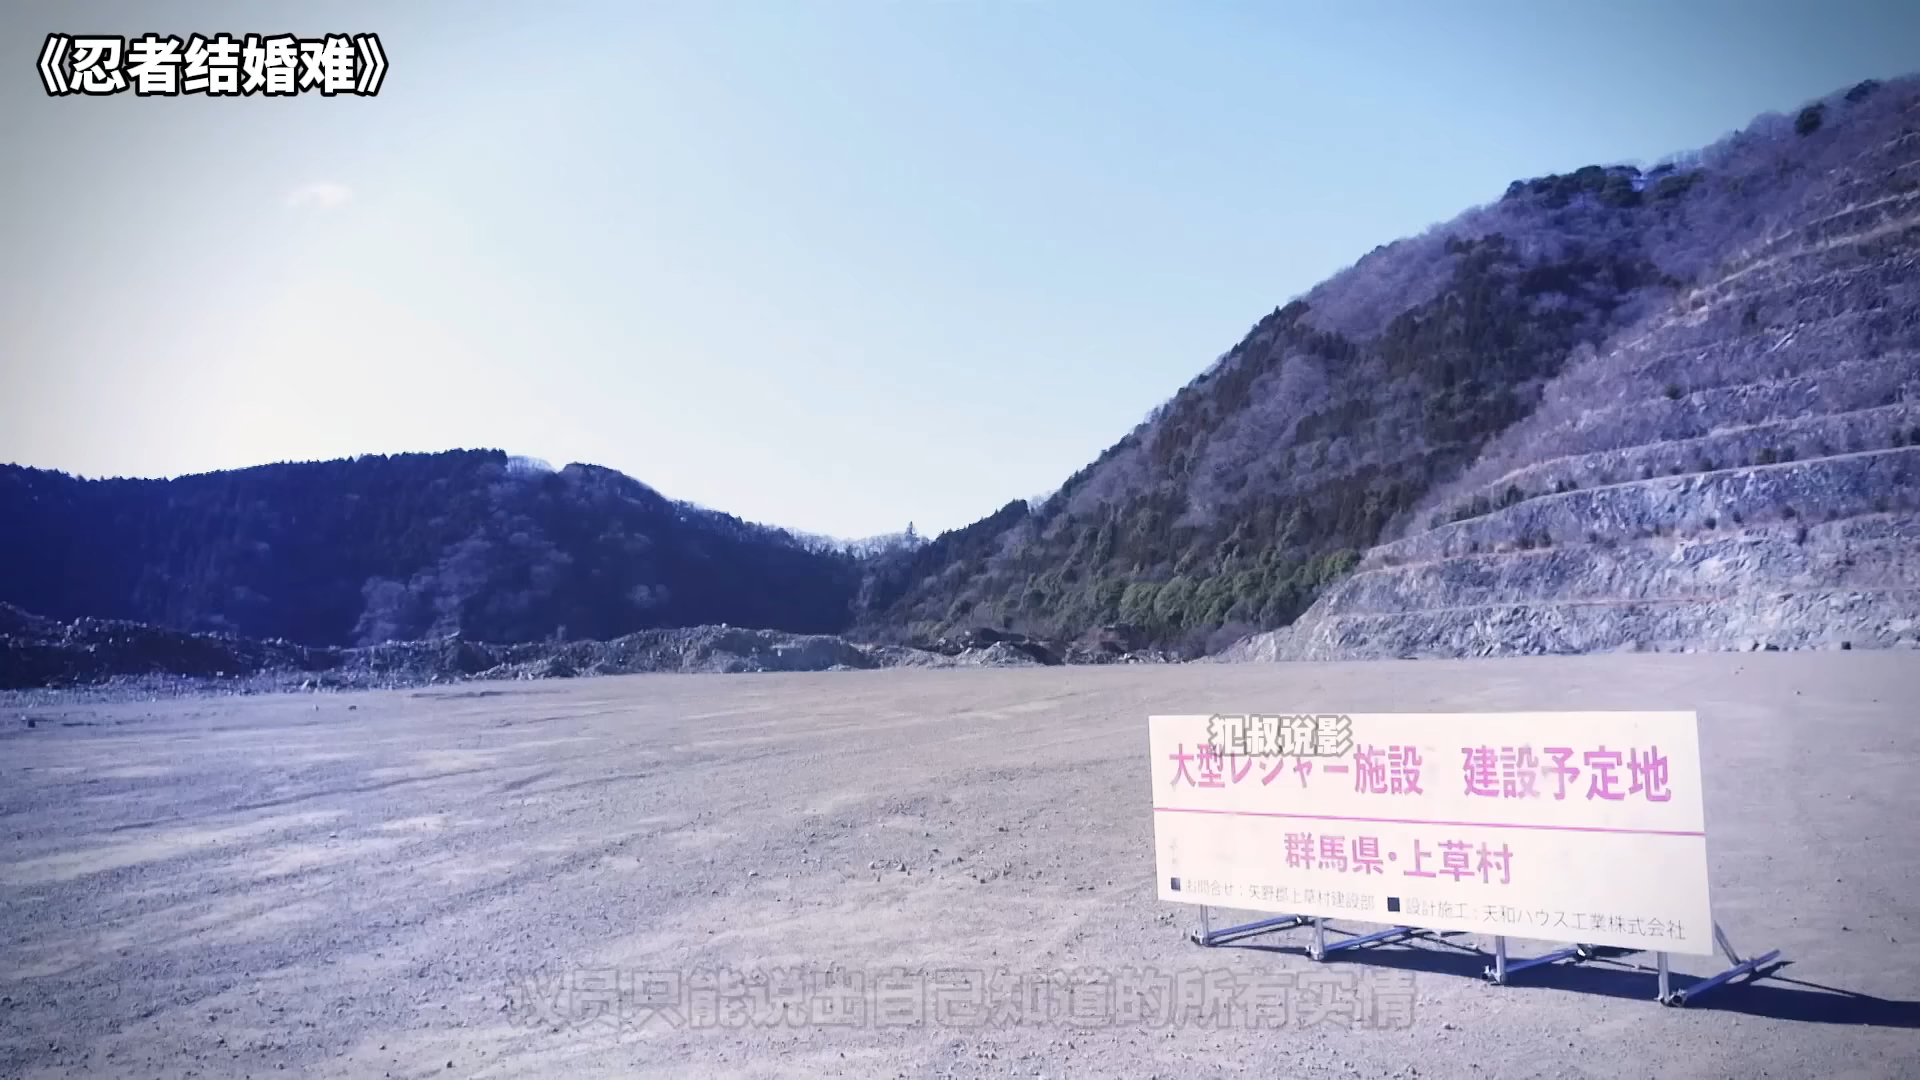 《忍者结婚难》
犯叔说影
大型レジャー施設 建設予定地
群馬県・上草村
■お問合せ：矢野郡上草村建設部 ■設計施工：天和ハウス工業株式会社
议员只能说出自己知道的所有实情